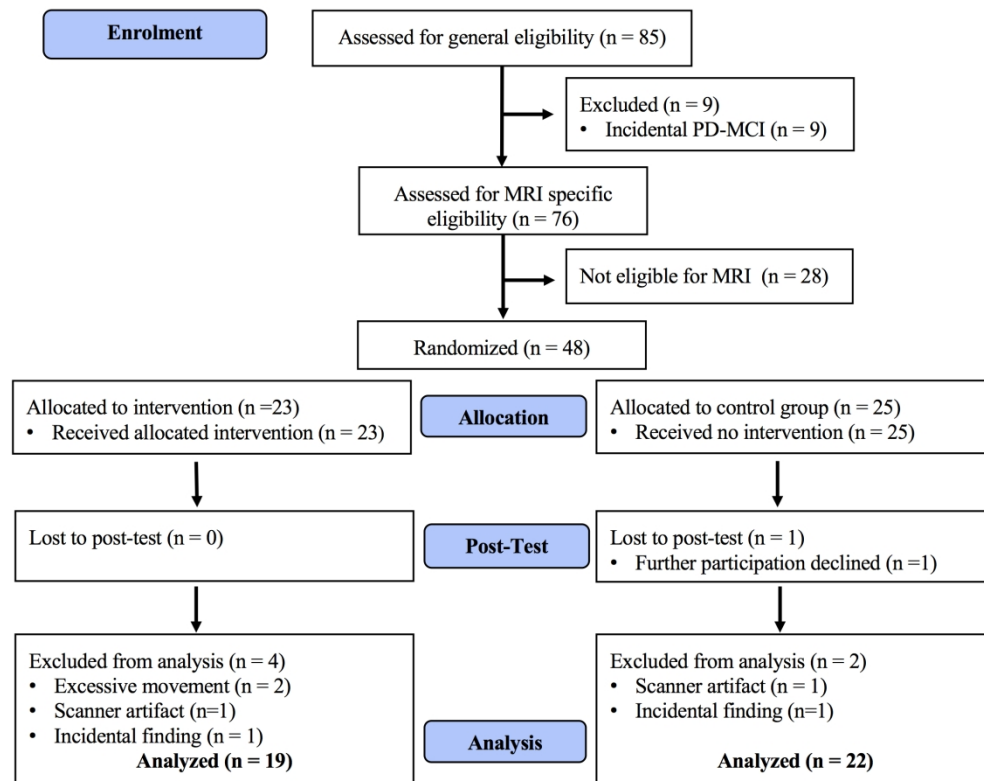 Enrolment
Assessed for general eligibility (n = 85)
Excluded (n = 9)
• Incidental PD-MCI (n = 9)
Assessed for MRI specific
eligibility (n = 76)
Not eligible for MRI (n = 28)
Randomized (n = 48)
Allocated to intervention (n =23)
• Received allocated intervention (n = 23)
Allocation
Allocated to control group (n = 25)
• Received no intervention (n = 25)
Lost to post-test (n = 0)
Post-Test
Lost to post-test (n = 1)
• Further participation declined (n =1)
Excluded from analysis (n = 4)
• Excessive movement (n = 2)
• Scanner artifact (n=1)
• Incidental finding (n = 1)
Analyzed (n = 19)
Analysis
Excluded from analysis (n = 2)
• Scanner artifact (n = 1)
• Incidental finding (n=1)
Analyzed (n = 22)